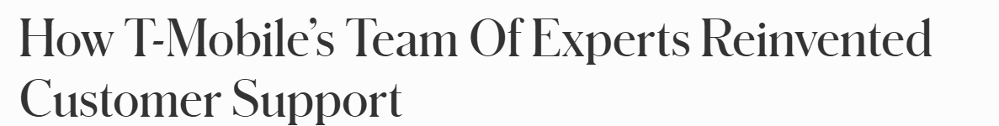 How T-Mobile’s Team Of Experts Reinvented
Customer Support